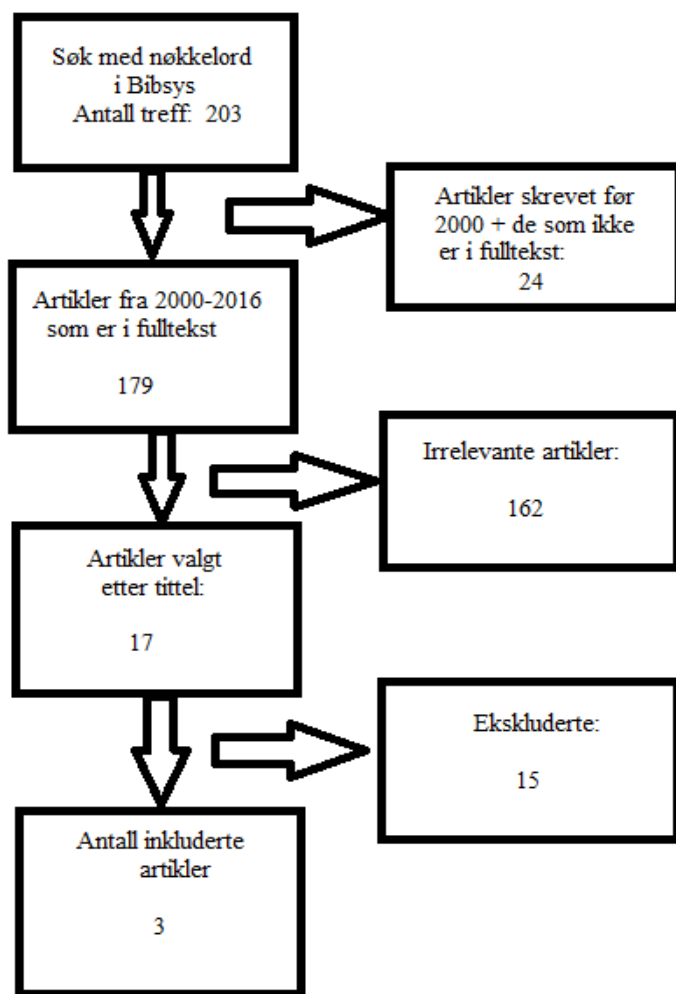 Søk med nøkkelord
i Bibsys
Antall treff: 203
Artikler skrevet før
2000 + de som ikke
er i fulltekst:
24
Artikler fra 2000-2016
som er i fulltekst
179
Irrelevante artikler:
162
Artikler valgt
etter tittel:
17
Ekskluderte:
15
Antall inkluderte
artikler
3